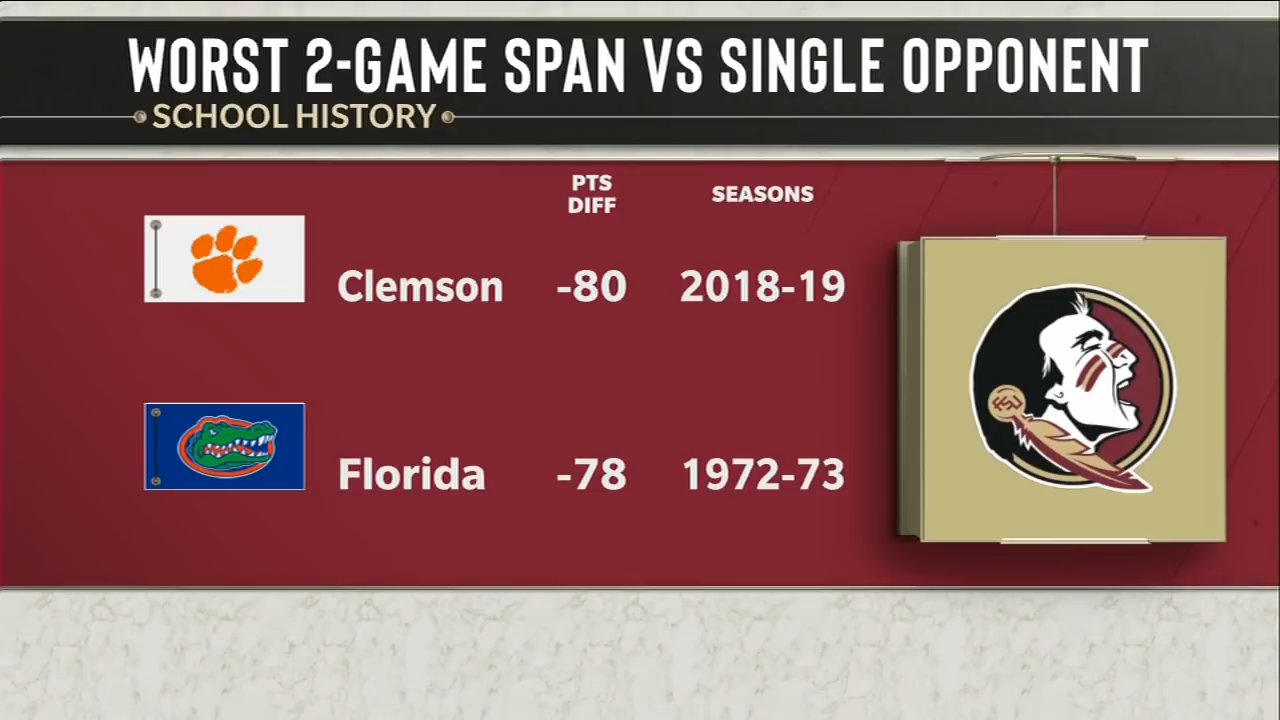 WORST 2-GAME SPAN VS SINGLE OPPONENT
SCHOOL HISTORY
PTS
DIFF
SEASONS
Clemson -80 2018-19
Florida -78 1972-73
FSU